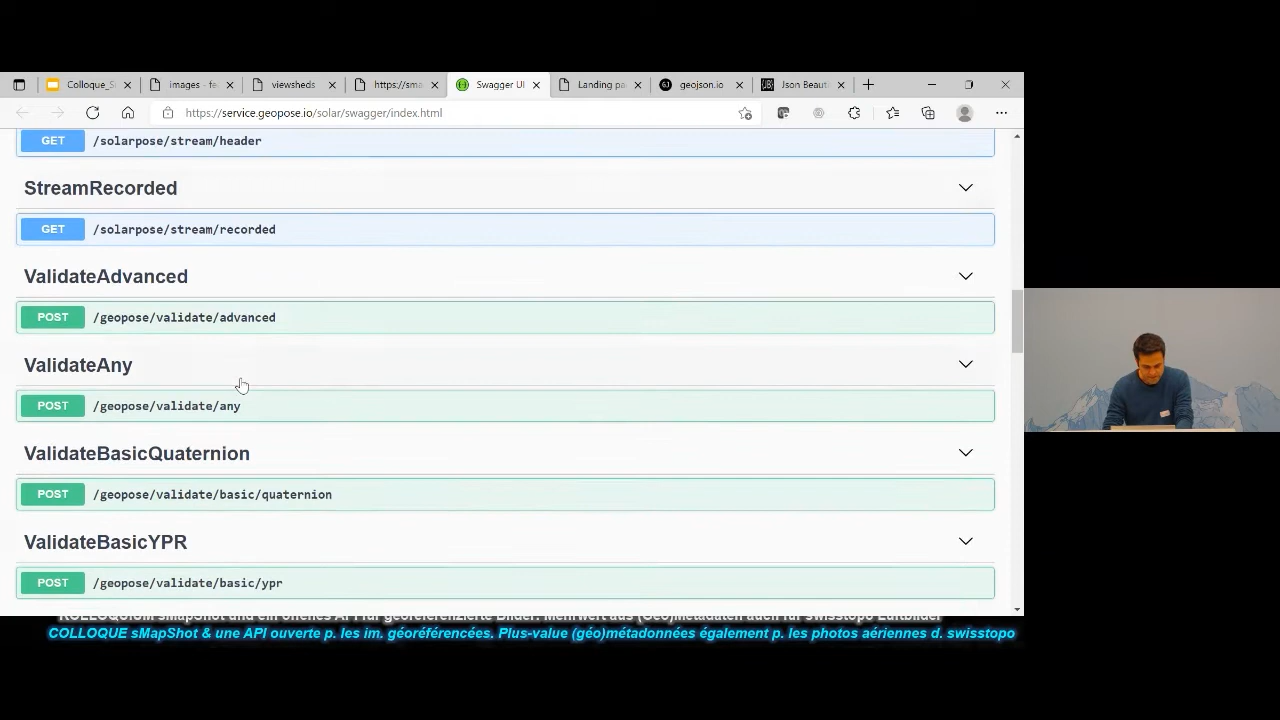 Colloque_S
images - fe
viewsheds
https://sma
Swagger UI
Landing pa
geojson.io
Json Beaut
https://service.geopose.io/solar/swagger/index.html
GET /solarpose/stream/header
StreamRecorded
GET /solarpose/stream/recorded
ValidateAdvanced
POST /geopose/validate/advanced
ValidateAny
POST /geopose/validate/any
ValidateBasicQuaternion
POST /geopose/validate/basic/quaternion
ValidateBasicYPR
POST /geopose/validate/basic/ypr
COLLOQUE sMapShot & une API ouverte p. les im. géoréférencées. Plus-value (géo)métadonnées également p. les photos aériennes d. swisstopo